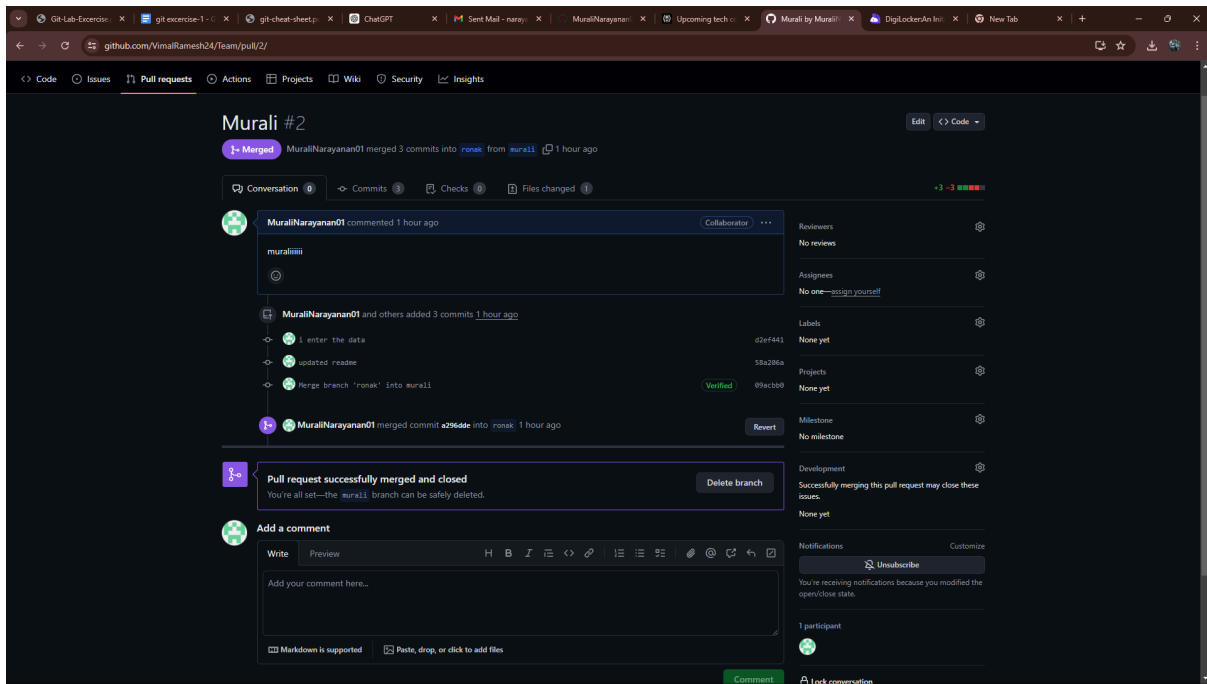 Git-Lab-Excercise
git excercise-1 - G
git-cheat-sheet.p
ChatGPT
Sent Mail - naray
MuraliNarayanan
Upcoming tech c
Murali by MuraliN
DigiLocker:An Init
New Tab
github.com/VimalRamesh24/Team/pull/2/
Code Issues Pull requests Actions Projects Wiki Security Insights
Murali #2
Edit <> Code
Merged MuraliNarayanan01 merged 3 commits into ronak from murali 1 hour ago
Conversation 0 Commits 3 Checks 0 Files changed 1 +3 −3
MuraliNarayanan01 commented 1 hour ago Collaborator ...
muraliiiiii
MuraliNarayanan01 and others added 3 commits 1 hour ago
i enter the data d2ef441
updated readme 58a206a
Merge branch 'ronak' into murali Verified 09acbb0
MuraliNarayanan01 merged commit a296dde into ronak 1 hour ago Revert
Pull request successfully merged and closed
You're all set—the murali branch can be safely deleted.
Delete branch
Add a comment
Write Preview H B I
Add your comment here...
Markdown is supported Paste, drop, or click to add files
Comment
Reviewers
No reviews
Assignees
No one—assign yourself
Labels
None yet
Projects
None yet
Milestone
No milestone
Development
Successfully merging this pull request may close these
issues.
None yet
Notifications Customize
Unsubscribe
You're receiving notifications because you modified the
open/close state.
1 participant
Lock conversation